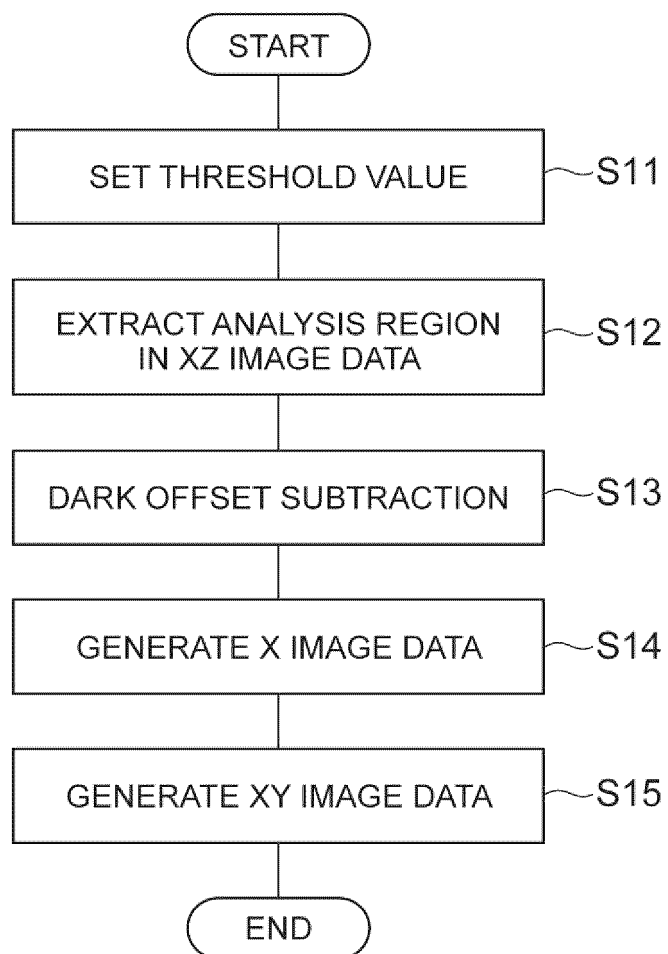 START
SET THRESHOLD VALUE
S11
EXTRACT ANALYSIS REGION
IN XZ IMAGE DATA
S12
DARK OFFSET SUBTRACTION
S13
GENERATE X IMAGE DATA
S14
GENERATE XY IMAGE DATA
S15
END